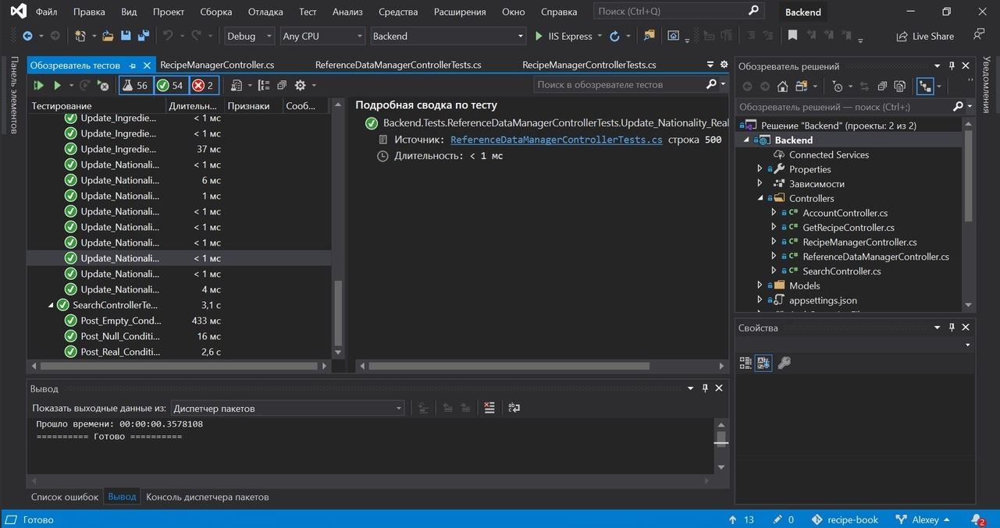 Файл Правка Вид Проект Сборка Отладка Тест Анализ Средства Расширения Окно Справка Поиск (Ctrl+Q) Backend
Debug Any CPU Backend IIS Express Live Share
Панель элементов
Обозреватель тестов RecipeManagerController.cs ReferenceDataManagerControllerTests.cs RecipeManagerControllerTests.cs
56 54 2 Поиск в обозревателе тестов
Тестирование Длительн... Признаки Сооб...
Update_Ingredie... < 1 мс
Update_Ingredie... < 1 мс
Update_Ingredie... 37 мс
Update_Nationali... < 1 мс
Update_Nationali... 6 мс
Update_Nationali... 1 мс
Update_Nationali... < 1 мс
Update_Nationali... < 1 мс
Update_Nationali... < 1 мс
Update_Nationali... < 1 мс
Update_Nationali... < 1 мс
Update_Nationali... 4 мс
SearchControllerTe... 3,1 с
Post_Empty_Cond... 433 мс
Post_Null_Conditi... 16 мс
Post_Real_Conditi... 2,6 с
Подробная сводка по тесту
Backend.Tests.ReferenceDataManagerControllerTests.Update_Nationality_Real
Источник: ReferenceDataManagerControllerTests.cs строка 500
Длительность: < 1 мс
Обозреватель решений
Обозреватель решений — поиск (Ctrl+;)
Решение "Backend" (проекты: 2 из 2)
Backend
Connected Services
Properties
Зависимости
Controllers
C# AccountController.cs
C# GetRecipeController.cs
C# RecipeManagerController.cs
C# ReferenceDataManagerController.cs
C# SearchController.cs
Models
appsettings.json
Уведомления
Свойства
Вывод
Показать выходные данные из: Диспетчер пакетов
Прошло времени: 00:00:00.3578108
========== Готово ==========
Список ошибок Вывод Консоль диспетчера пакетов
Готово 13 0 recipe-book Alexey 2